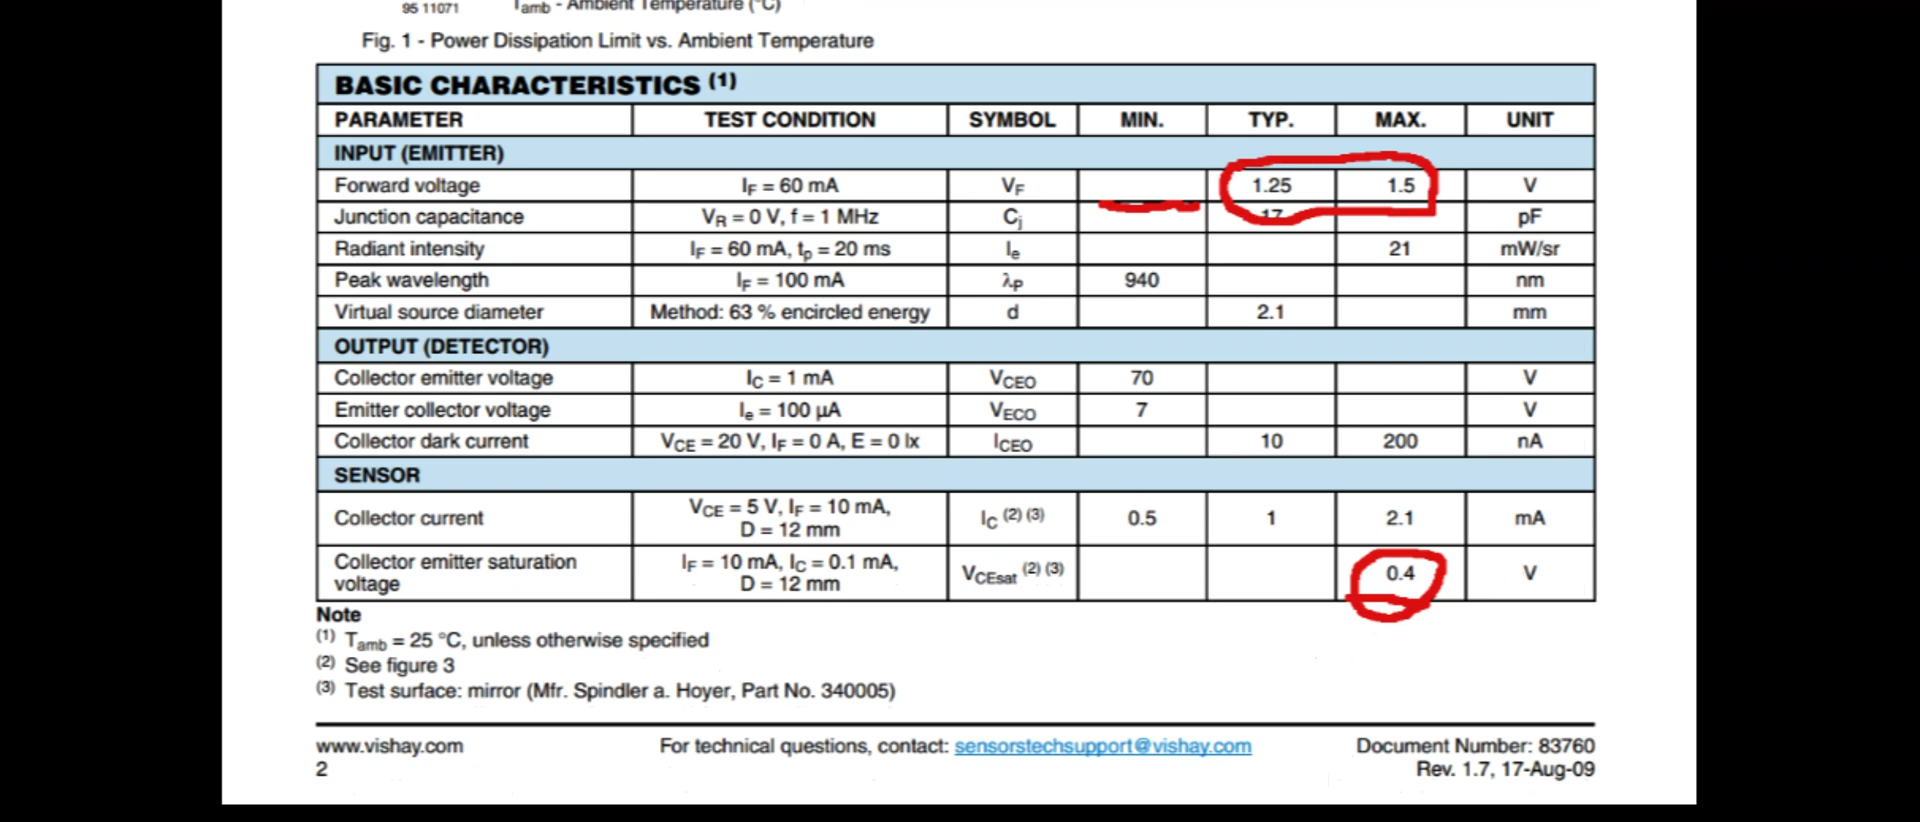 95 11071 Tamb - Ambient Temperature (°C)
Fig. 1 - Power Dissipation Limit vs. Ambient Temperature
BASIC CHARACTERISTICS (1)
PARAMETER TEST CONDITION SYMBOL MIN. TYP. MAX. UNIT
INPUT (EMITTER)
Forward voltage IF = 60 mA VF 1.25 1.5 V
Junction capacitance VR = 0 V, f = 1 MHz Cj 17 pF
Radiant intensity IF = 60 mA, tp = 20 ms Ie 21 mW/sr
Peak wavelength IF = 100 mA λP 940 nm
Virtual source diameter Method: 63 % encircled energy d 2.1 mm
OUTPUT (DETECTOR)
Collector emitter voltage IC = 1 mA VCEO 70 V
Emitter collector voltage Ie = 100 µA VECO 7 V
Collector dark current VCE = 20 V, IF = 0 A, E = 0 lx ICEO 10 200 nA
SENSOR
Collector current VCE = 5 V, IF = 10 mA, D = 12 mm IC (2) (3) 0.5 1 2.1 mA
Collector emitter saturation voltage IF = 10 mA, IC = 0.1 mA, D = 12 mm VCEsat (2) (3) 0.4 V
Note
(1) Tamb = 25 °C, unless otherwise specified
(2) See figure 3
(3) Test surface: mirror (Mfr. Spindler a. Hoyer, Part No. 340005)
www.vishay.com For technical questions, contact: sensorstechsupport@vishay.com Document Number: 83760
2 Rev. 1.7, 17-Aug-09